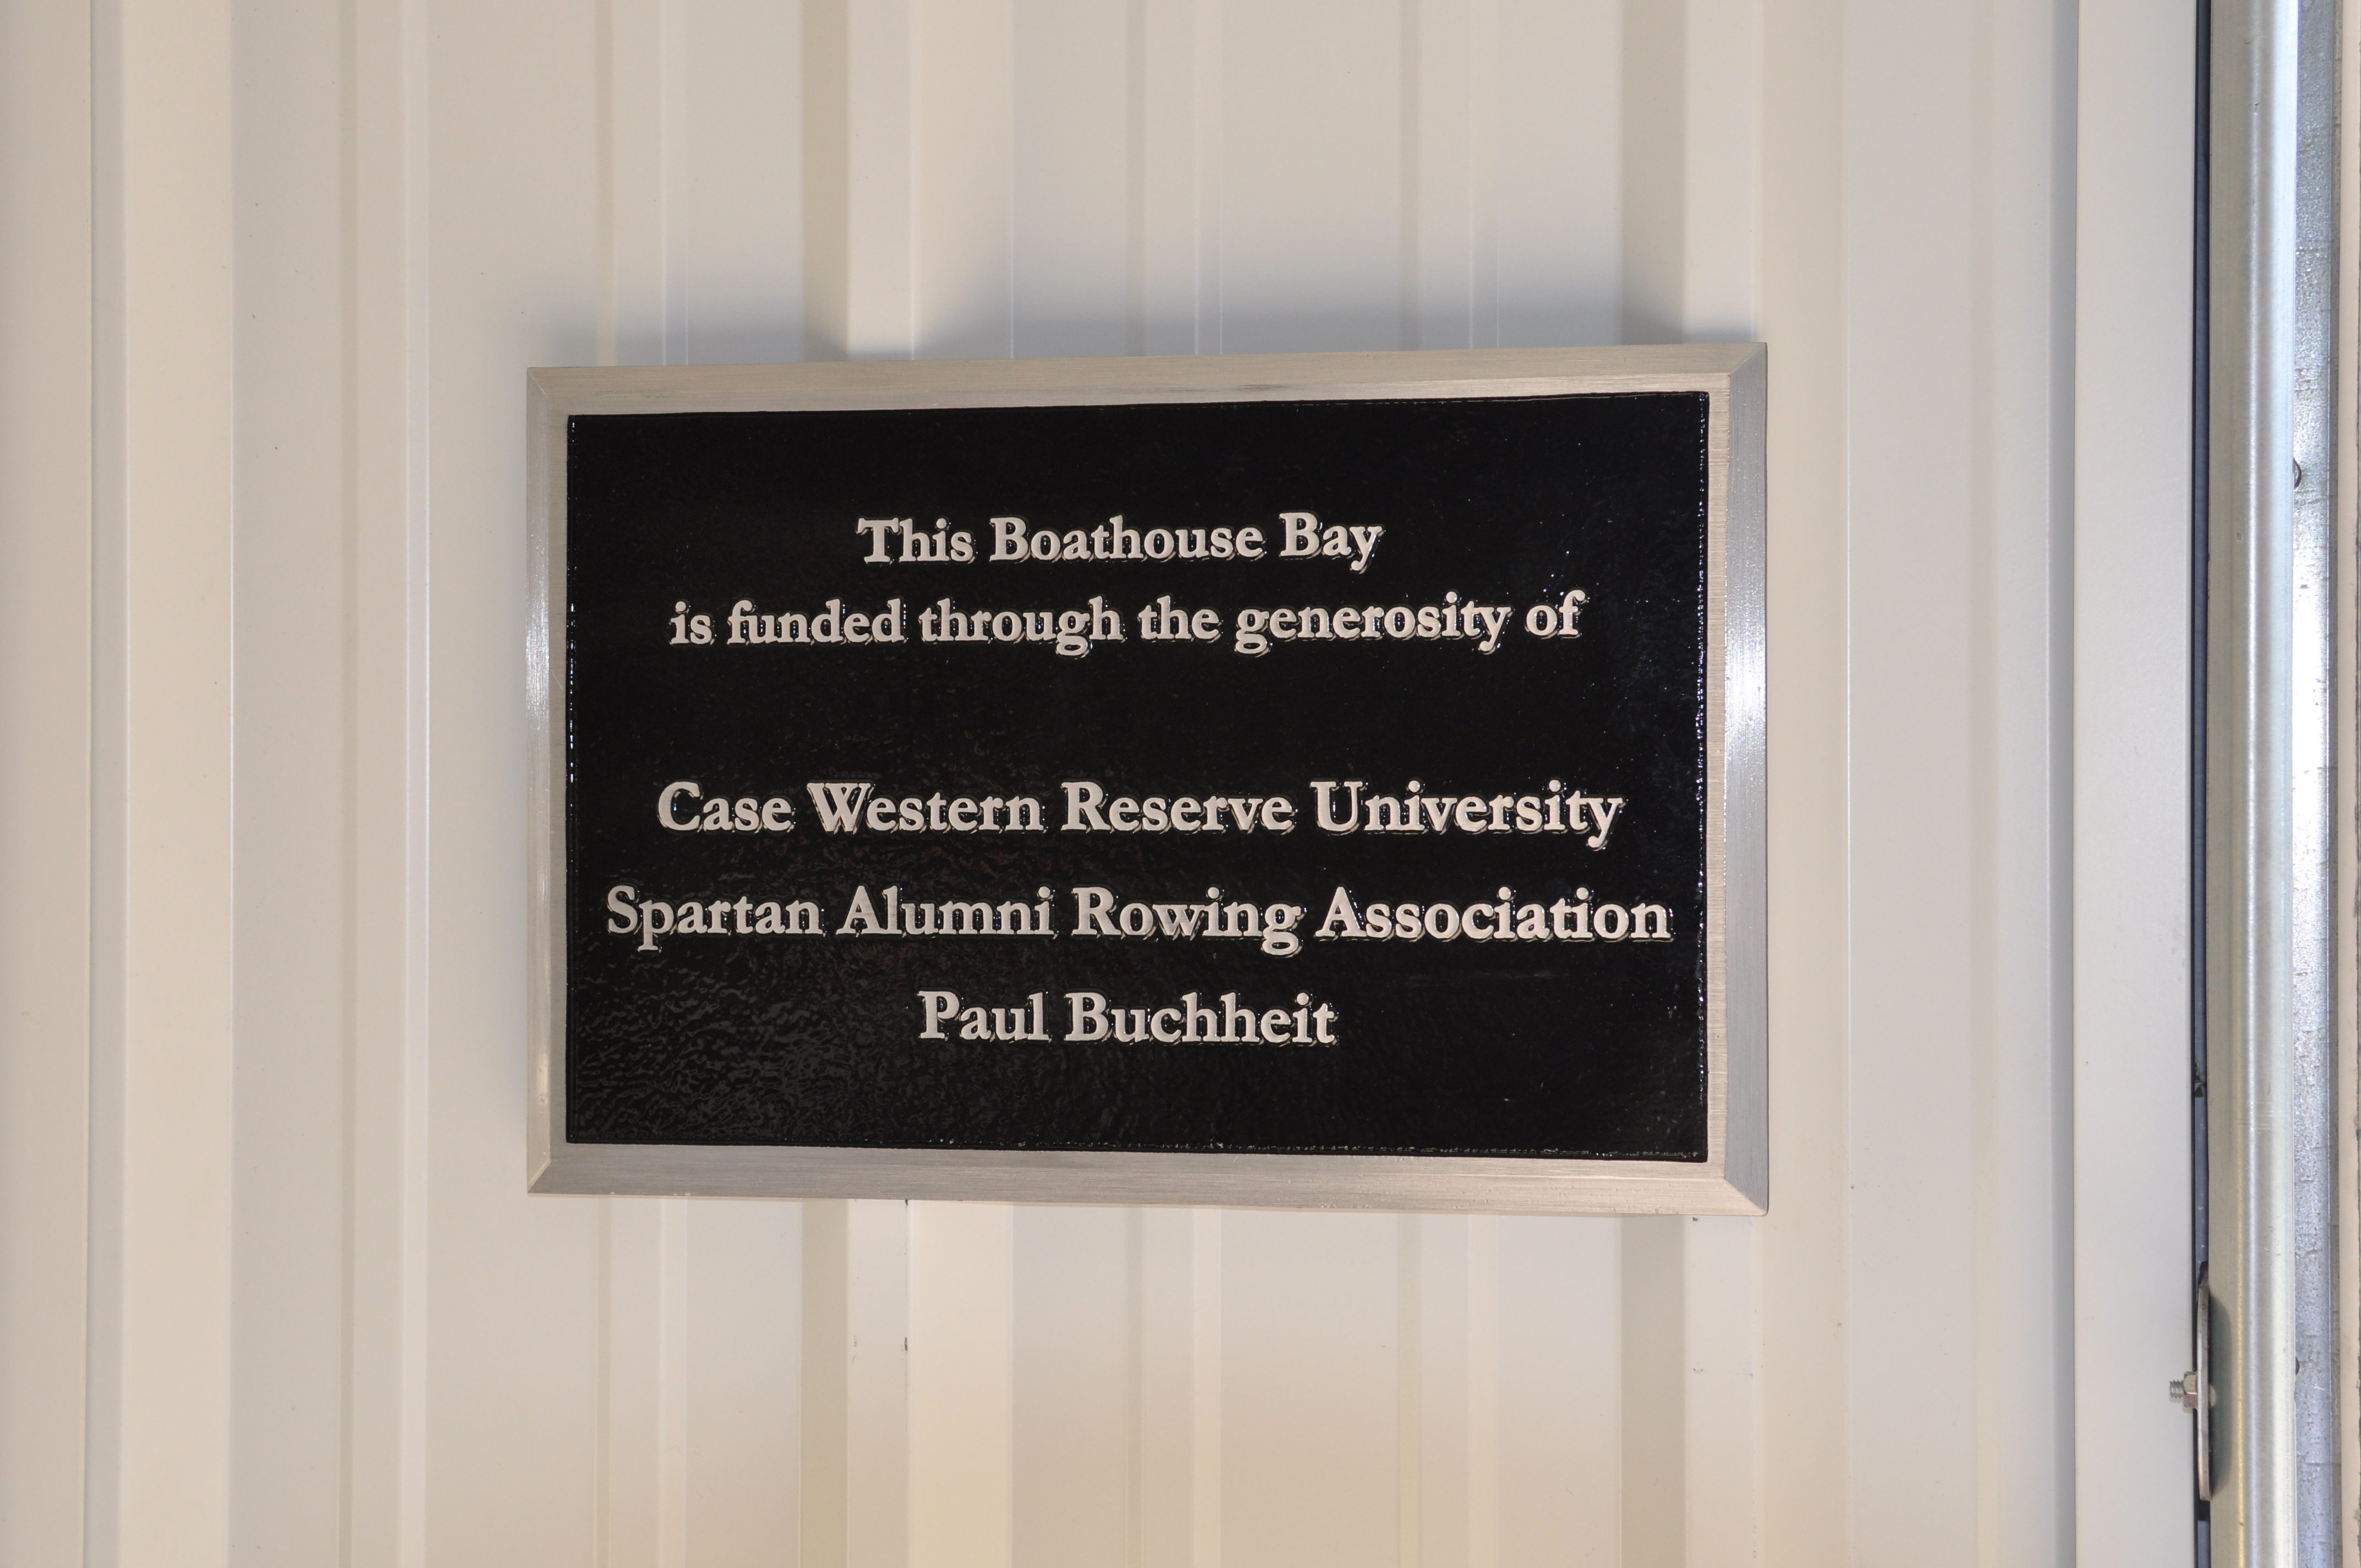 This Boathouse Bay
is funded through the generosity of
Case Western Reserve University
Spartan Alumni Rowing Association
Paul Buchheit